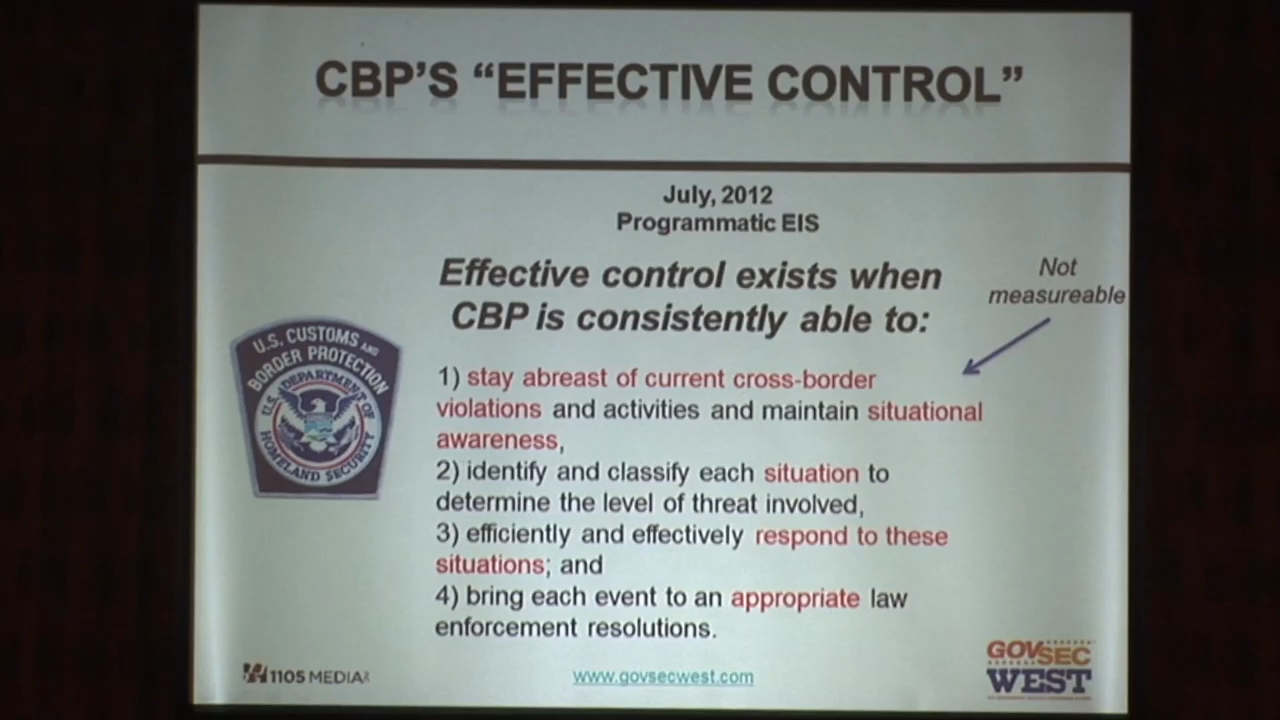 CBP'S “EFFECTIVE CONTROL”
July, 2012
Programmatic EIS
Effective control exists when
CBP is consistently able to:
Not
measureable
U.S. CUSTOMS AND
BORDER PROTECTION
U.S. DEPARTMENT OF
HOMELAND SECURITY
1) stay abreast of current cross-border
violations and activities and maintain situational
awareness,
2) identify and classify each situation to
determine the level of threat involved,
3) efficiently and effectively respond to these
situations; and
4) bring each event to an appropriate law
enforcement resolutions.
1105 MEDIA
www.govsecwest.com
GOVSEC
WEST